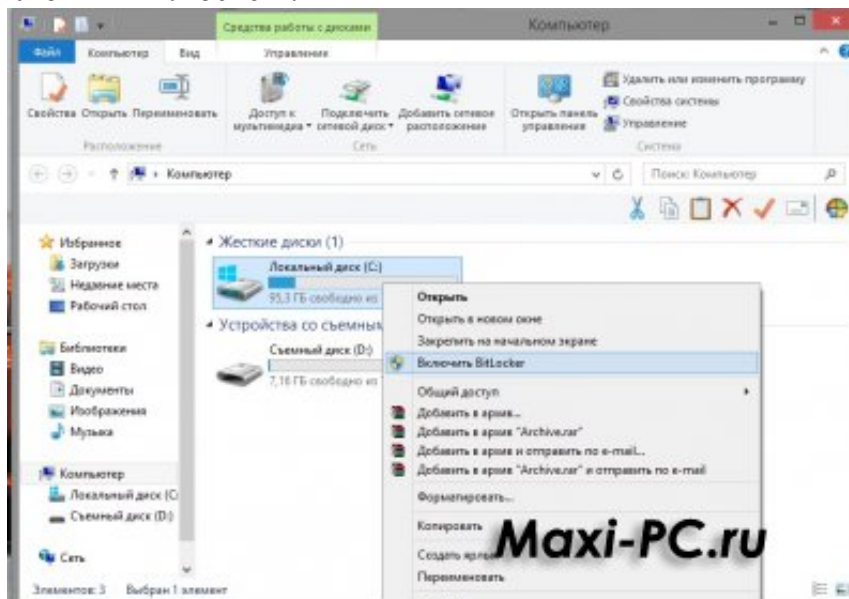 Средства работы с дисками
Компьютер
Файл
Компьютер
Вид
Управление
Свойства
Открыть
Переименовать
Доступ к мультимедиа
Подключить сетевой диск
Добавить сетевое расположение
Открыть панель управления
Удалить или изменить программу
Свойства системы
Управление
Расположение
Сеть
Система
Компьютер
Поиск: Компьютер
Избранное
Загрузки
Недавние места
Рабочий стол
Библиотеки
Видео
Документы
Изображения
Музыка
Компьютер
Локальный диск (C
Съемный диск (D:)
Сеть
Жесткие диски (1)
Локальный диск (C:)
95,3 ГБ свободно из
Устройства со съемным
Съемный диск (D:)
7,16 ГБ свободно из
Открыть
Открыть в новом окне
Закрепить на начальном экране
Включить BitLocker
Общий доступ
Добавить в архив...
Добавить в архив "Archive.rar"
Добавить в архив и отправить по e-mail...
Добавить в архив "Archive.rar" и отправить по e-mail
Форматировать...
Копировать
Создать ярлы
Переименовать
Maxi-PC.ru
Элементов: 3 Выбран 1 элемент